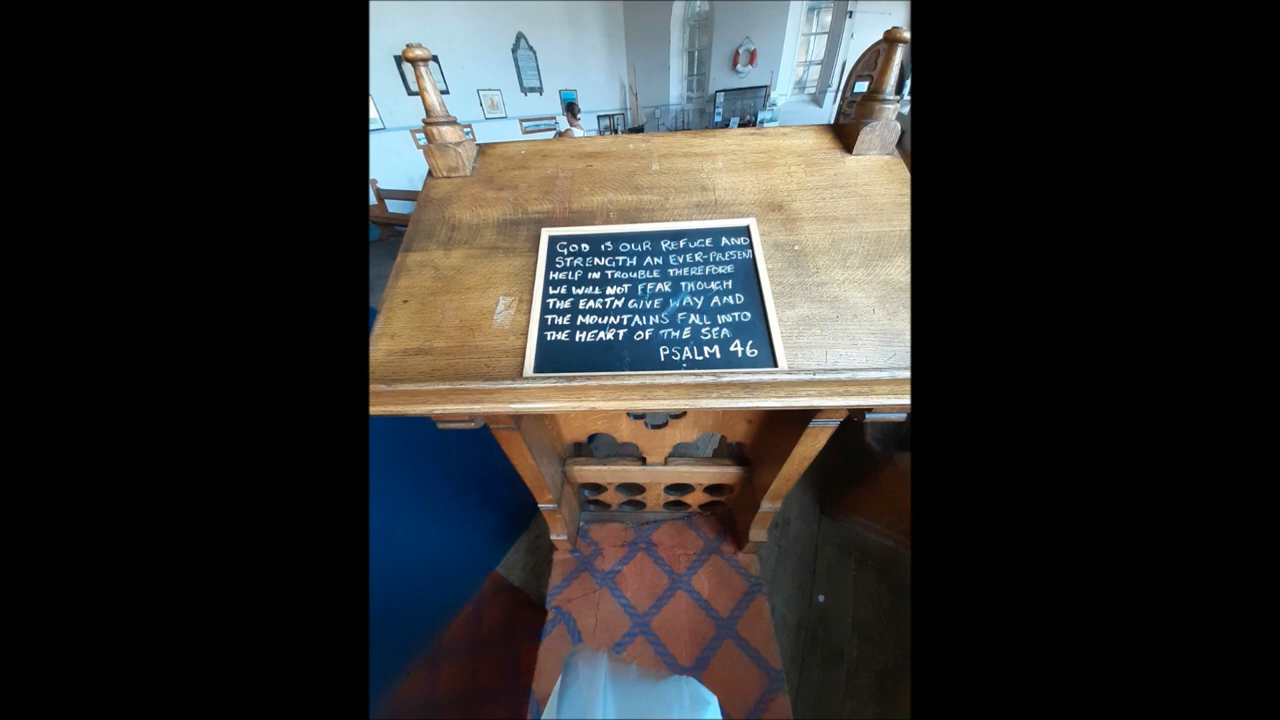 GOD IS OUR REFUGE AND
STRENGTH AN EVER-PRESENT
HELP IN TROUBLE THEREFORE
WE WILL NOT FFAR THOUGH
THE EARTH GIVE WAY AND
THE MOUNTAINS FALL INTO
THE HEART OF THE SEA
PSALM 46